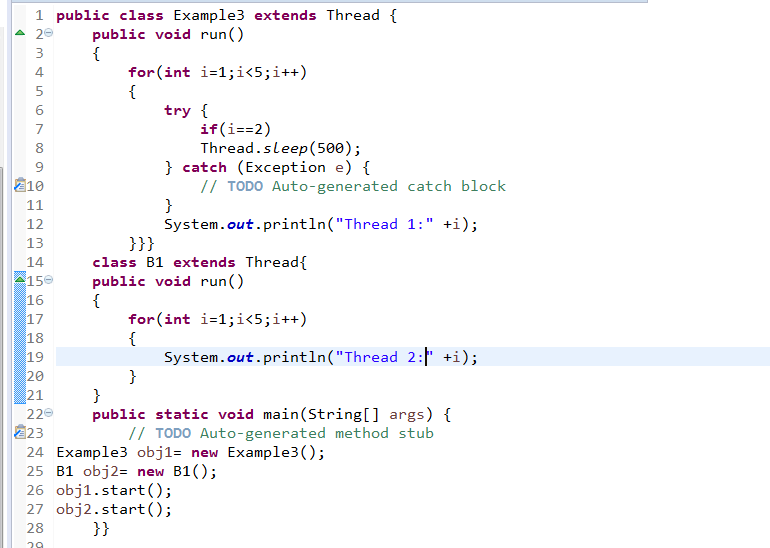 1 public class Example3 extends Thread {
2 public void run()
3 {
4 for(int i=1;i<5;i++)
5 {
6 try {
7 if(i==2)
8 Thread.sleep(500);
9 } catch (Exception e) {
10 // TODO Auto-generated catch block
11 }
12 System.out.println("Thread 1:" +i);
13 }}}
14 class B1 extends Thread{
15 public void run()
16 {
17 for(int i=1;i<5;i++)
18 {
19 System.out.println("Thread 2:" +i);
20 }
21 }
22 public static void main(String[] args) {
23 // TODO Auto-generated method stub
24 Example3 obj1= new Example3();
25 B1 obj2= new B1();
26 obj1.start();
27 obj2.start();
28 }}
29